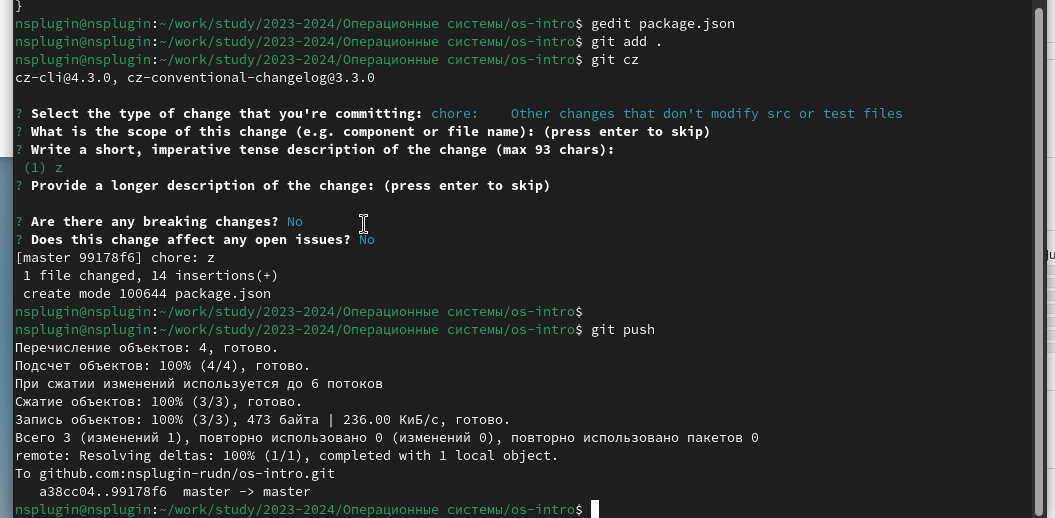 }
nsplugin@nsplugin:~/work/study/2023-2024/Операционные системы/os-intro$ gedit package.json
nsplugin@nsplugin:~/work/study/2023-2024/Операционные системы/os-intro$ git add .
nsplugin@nsplugin:~/work/study/2023-2024/Операционные системы/os-intro$ git cz
cz-cli@4.3.0, cz-conventional-changelog@3.3.0

? Select the type of change that you're committing: chore:    Other changes that don't modify src or test files
? What is the scope of this change (e.g. component or file name): (press enter to skip)
? Write a short, imperative tense description of the change (max 93 chars):
 (1) z
? Provide a longer description of the change: (press enter to skip)

? Are there any breaking changes? No
? Does this change affect any open issues? No
[master 99178f6] chore: z
 1 file changed, 14 insertions(+)
 create mode 100644 package.json
nsplugin@nsplugin:~/work/study/2023-2024/Операционные системы/os-intro$
nsplugin@nsplugin:~/work/study/2023-2024/Операционные системы/os-intro$ git push
Перечисление объектов: 4, готово.
Подсчет объектов: 100% (4/4), готово.
При сжатии изменений используется до 6 потоков
Сжатие объектов: 100% (3/3), готово.
Запись объектов: 100% (3/3), 473 байта | 236.00 КиБ/с, готово.
Всего 3 (изменений 1), повторно использовано 0 (изменений 0), повторно использовано пакетов 0
remote: Resolving deltas: 100% (1/1), completed with 1 local object.
To github.com:nsplugin-rudn/os-intro.git
   a38cc04..99178f6  master -> master
nsplugin@nsplugin:~/work/study/2023-2024/Операционные системы/os-intro$